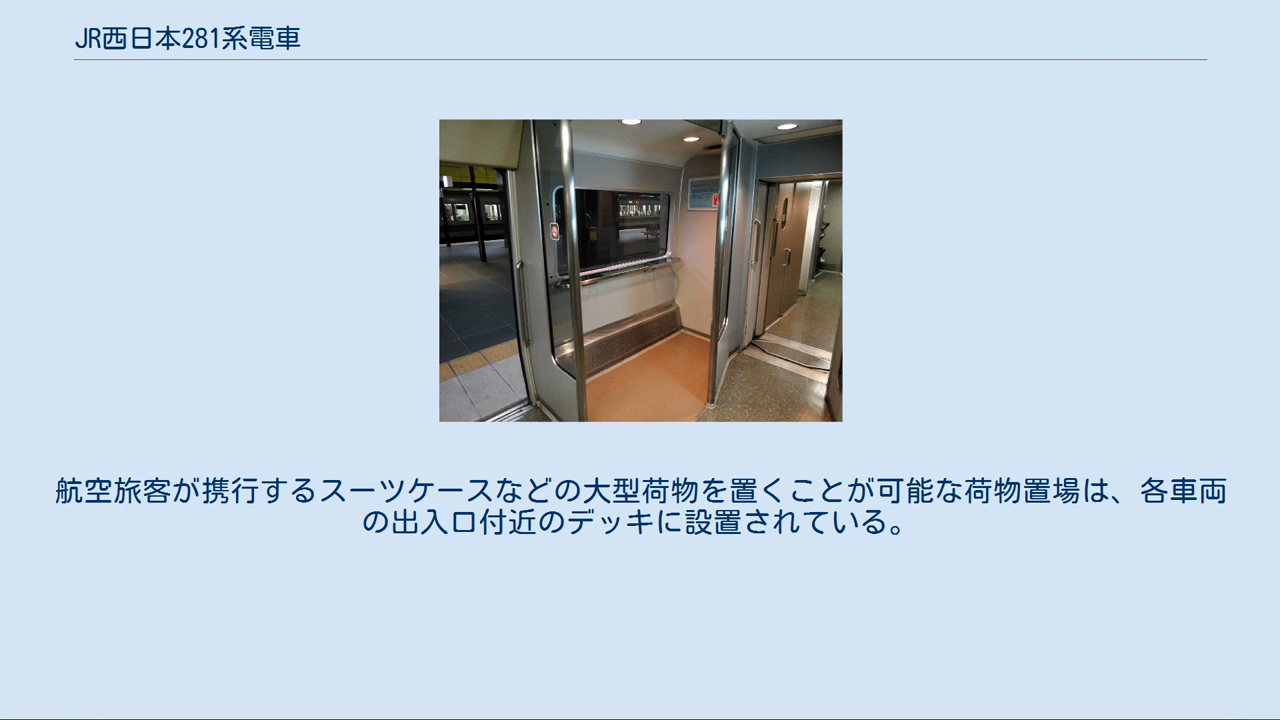 JR西日本281系電車
航空旅客が携行するスーツケースなどの大型荷物を置くことが可能な荷物置場は、各車両
の出入口付近のデッキに設置されている。